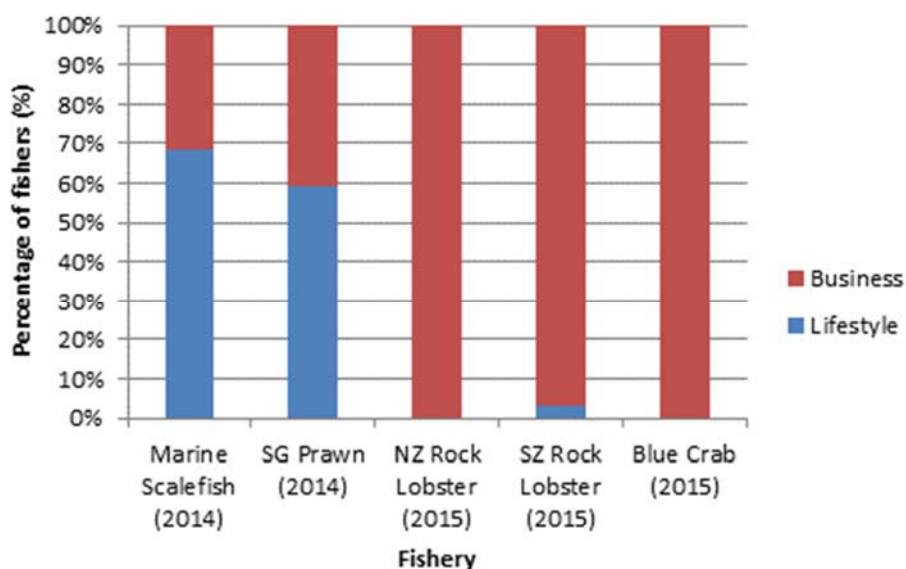 100%
90%
80%
70%
60%
50%
40%
30%
20%
10%
0%
Percentage of fishers (%)
Marine
Scalefish
(2014)
SG Prawn
(2014)
NZ Rock
Lobster
(2015)
SZ Rock
Lobster
(2015)
Blue Crab
(2015)
Fishery
Business
Lifestyle